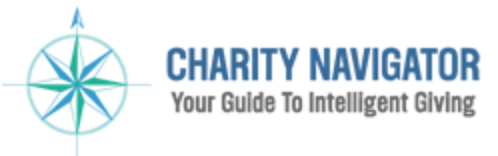 CHARITY NAVIGATOR
Your Guide To Intelligent Giving